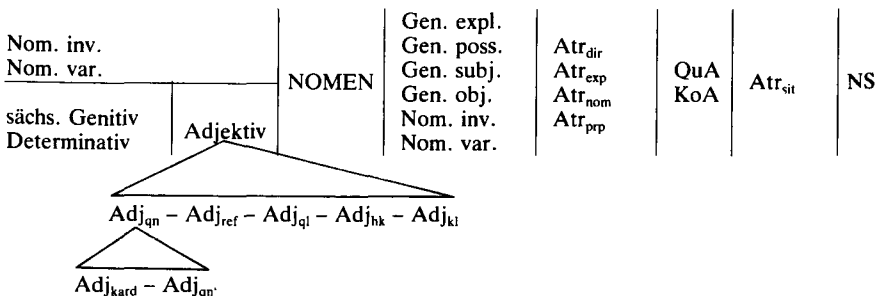 Gen. expl.
Nom. inv. Gen. poss. Atr_dir
Nom. var. Gen. subj. Atr_exp QuA
NOMEN Gen. obj. Atr_nom KoA Atr_sit NS
sächs. Genitiv Adjektiv Nom. inv. Atr_prp
Determinativ Nom. var.
Adj_qn – Adj_ref – Adj_ql – Adj_hk – Adj_kl
Adj_kard – Adj_qn'